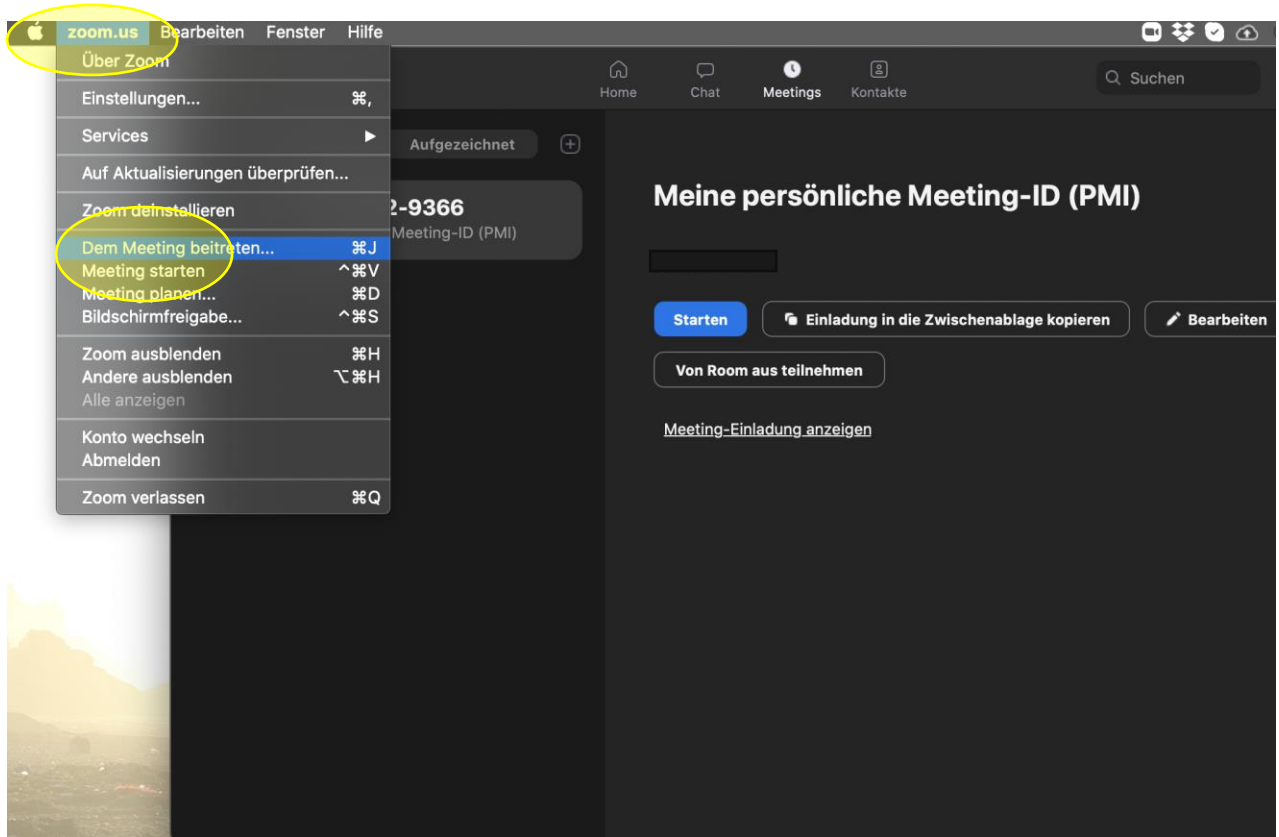 zoom.us Bearbeiten Fenster Hilfe
Über Zoom
Einstellungen... ⌘,
Services ▶
Auf Aktualisierungen überprüfen...
Zoom deinstallieren
Dem Meeting beitreten... ⌘J
Meeting starten ^⌘V
Meeting planen... ⌘D
Bildschirmfreigabe... ^⌘S
Zoom ausblenden ⌘H
Andere ausblenden ⌥⌘H
Alle anzeigen
Konto wechseln
Abmelden
Zoom verlassen ⌘Q
Home Chat Meetings Kontakte
Suchen
Aufgezeichnet
2-9366
Meeting-ID (PMI)
Meine persönliche Meeting-ID (PMI)
Starten Einladung in die Zwischenablage kopieren Bearbeiten
Von Room aus teilnehmen
Meeting-Einladung anzeigen